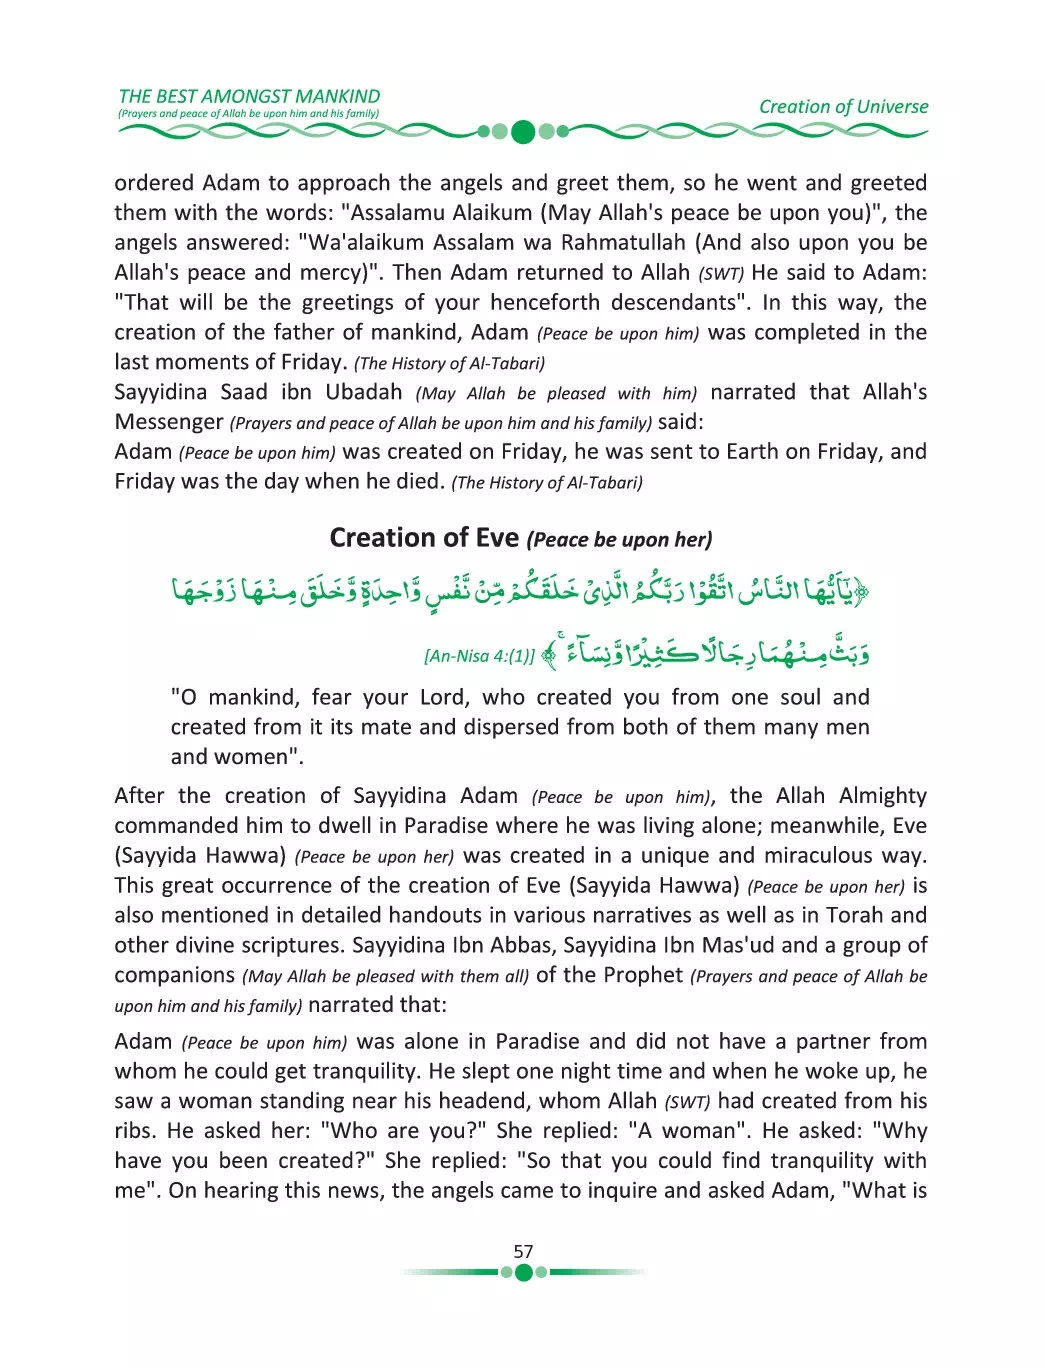 THE BEST AMONGST MANKIND
(Prayers and peace of Allah be upon him and his family)
Creation of Universe
ordered Adam to approach the angels and greet them, so he went and greeted
them with the words: "Assalamu Alaikum (May Allah's peace be upon you)", the
angels answered: "Wa'alaikum Assalam wa Rahmatullah (And also upon you be
Allah's peace and mercy)". Then Adam returned to Allah (SWT) He said to Adam:
"That will be the greetings of your henceforth descendants". In this way, the
creation of the father of mankind, Adam (Peace be upon him) was completed in the
last moments of Friday. (The History of Al-Tabari)
Sayyidina Saad ibn Ubadah (May Allah be pleased with him) narrated that Allah's
Messenger (Prayers and peace of Allah be upon him and his family) said:
Adam (Peace be upon him) was created on Friday, he was sent to Earth on Friday, and
Friday was the day when he died. (The History of Al-Tabari)
Creation of Eve (Peace be upon her)
﴿يٰٓاَيُّهَا النَّاسُ اتَّقُوْا رَبَّكُمُ الَّذِىْ خَلَقَكُمْ مِّنْ نَّفْسٍ وَّاحِدَةٍ وَّخَلَقَ مِنْهَا زَوْجَهَا
وَبَثَّ مِنْهُمَا رِجَالًا كَثِيْرًا وَّنِسَآءً ۚ﴾ [An-Nisa 4:(1)]
"O mankind, fear your Lord, who created you from one soul and
created from it its mate and dispersed from both of them many men
and women".
After the creation of Sayyidina Adam (Peace be upon him), the Allah Almighty
commanded him to dwell in Paradise where he was living alone; meanwhile, Eve
(Sayyida Hawwa) (Peace be upon her) was created in a unique and miraculous way.
This great occurrence of the creation of Eve (Sayyida Hawwa) (Peace be upon her) is
also mentioned in detailed handouts in various narratives as well as in Torah and
other divine scriptures. Sayyidina Ibn Abbas, Sayyidina Ibn Mas'ud and a group of
companions (May Allah be pleased with them all) of the Prophet (Prayers and peace of Allah be
upon him and his family) narrated that:
Adam (Peace be upon him) was alone in Paradise and did not have a partner from
whom he could get tranquility. He slept one night time and when he woke up, he
saw a woman standing near his headend, whom Allah (SWT) had created from his
ribs. He asked her: "Who are you?" She replied: "A woman". He asked: "Why
have you been created?" She replied: "So that you could find tranquility with
me". On hearing this news, the angels came to inquire and asked Adam, "What is
57